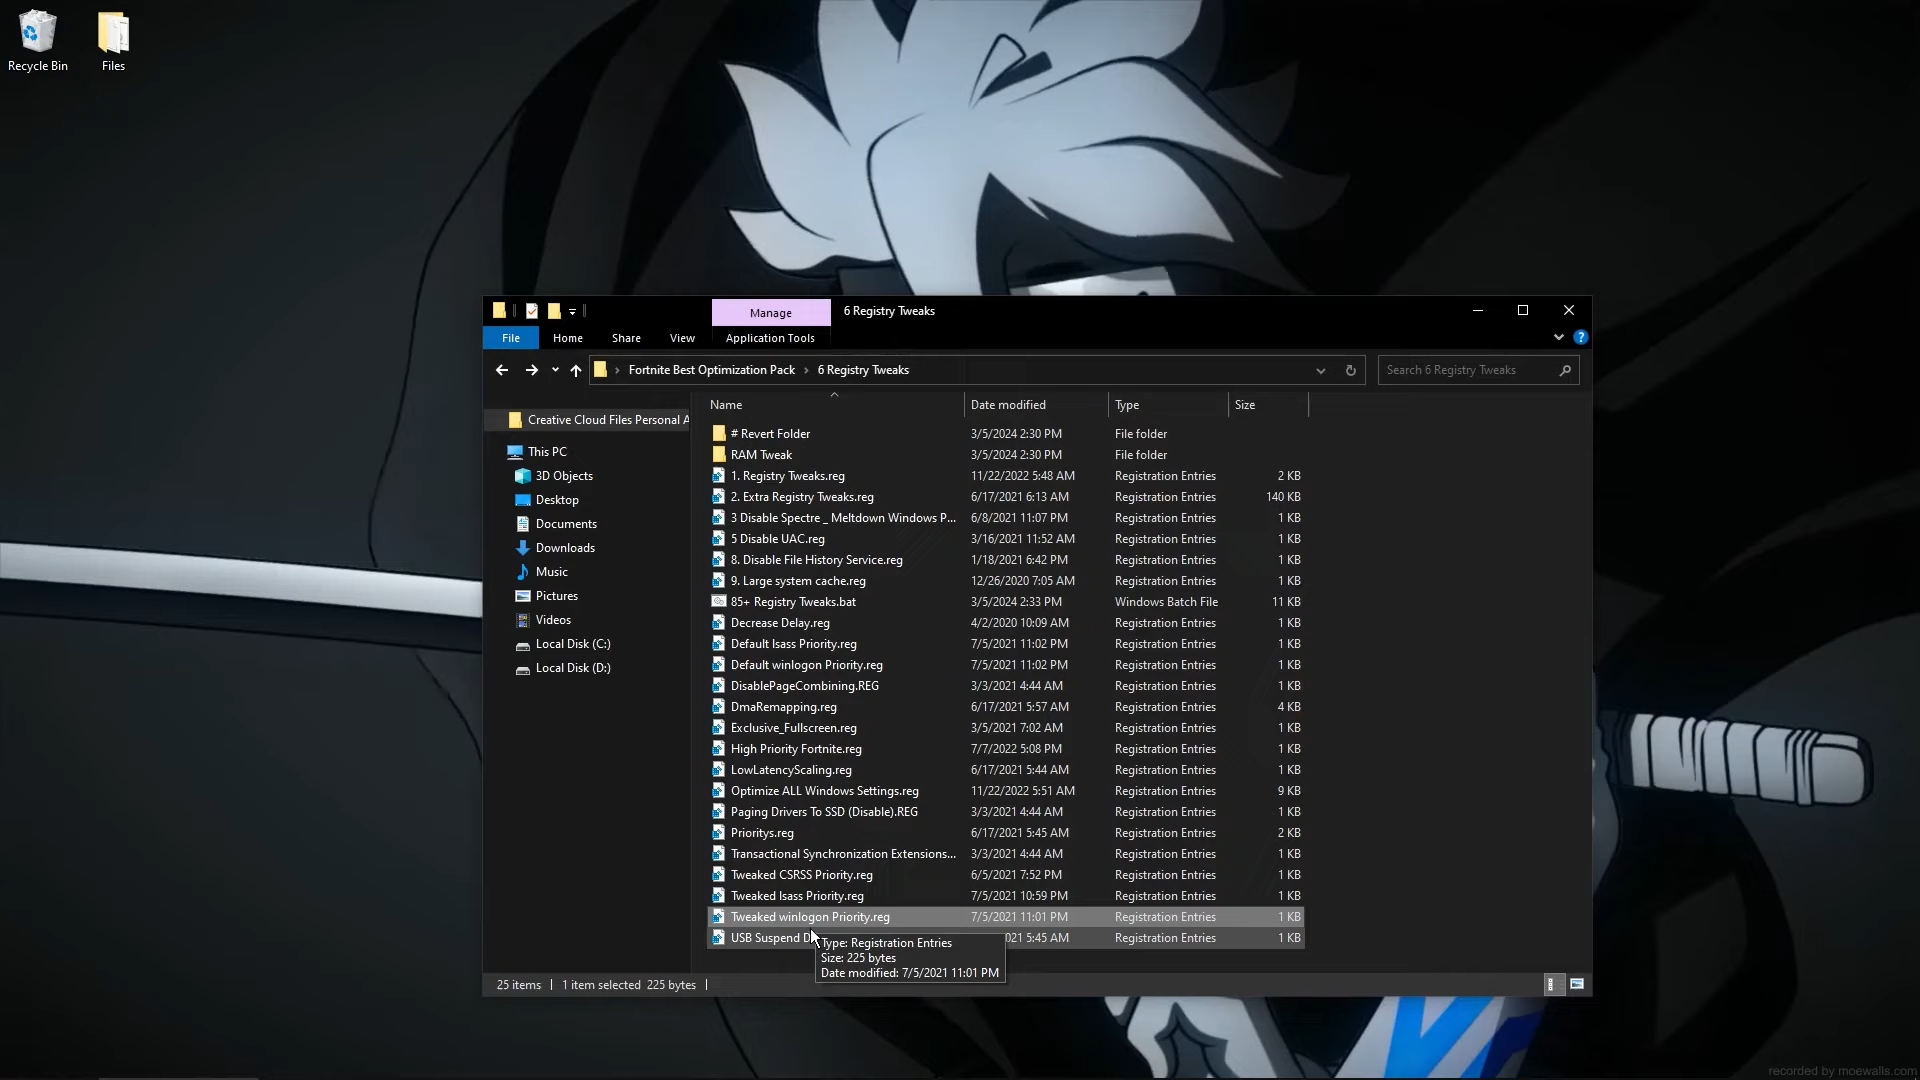 Recycle Bin
Files
Manage
6 Registry Tweaks
File
Home
Share
View
Application Tools
Fortnite Best Optimization Pack
6 Registry Tweaks
Search 6 Registry Tweaks
Creative Cloud Files Personal A
This PC
3D Objects
Desktop
Documents
Downloads
Music
Pictures
Videos
Local Disk (C:)
Local Disk (D:)
Name Date modified Type Size
# Revert Folder 3/5/2024 2:30 PM File folder
RAM Tweak 3/5/2024 2:30 PM File folder
1. Registry Tweaks.reg 11/22/2022 5:48 AM Registration Entries 2 KB
2. Extra Registry Tweaks.reg 6/17/2021 6:13 AM Registration Entries 140 KB
3 Disable Spectre _ Meltdown Windows P... 6/8/2021 11:07 PM Registration Entries 1 KB
5 Disable UAC.reg 3/16/2021 11:52 AM Registration Entries 1 KB
8. Disable File History Service.reg 1/18/2021 6:42 PM Registration Entries 1 KB
9. Large system cache.reg 12/26/2020 7:05 AM Registration Entries 1 KB
85+ Registry Tweaks.bat 3/5/2024 2:33 PM Windows Batch File 11 KB
Decrease Delay.reg 4/2/2020 10:09 AM Registration Entries 1 KB
Default lsass Priority.reg 7/5/2021 11:02 PM Registration Entries 1 KB
Default winlogon Priority.reg 7/5/2021 11:02 PM Registration Entries 1 KB
DisablePageCombining.REG 3/3/2021 4:44 AM Registration Entries 1 KB
DmaRemapping.reg 6/17/2021 5:57 AM Registration Entries 4 KB
Exclusive_Fullscreen.reg 3/5/2021 7:02 AM Registration Entries 1 KB
High Priority Fortnite.reg 7/7/2022 5:08 PM Registration Entries 1 KB
LowLatencyScaling.reg 6/17/2021 5:44 AM Registration Entries 1 KB
Optimize ALL Windows Settings.reg 11/22/2022 5:51 AM Registration Entries 9 KB
Paging Drivers To SSD (Disable).REG 3/3/2021 4:44 AM Registration Entries 1 KB
Prioritys.reg 6/17/2021 5:45 AM Registration Entries 2 KB
Transactional Synchronization Extensions... 3/3/2021 4:44 AM Registration Entries 1 KB
Tweaked CSRSS Priority.reg 6/5/2021 7:52 PM Registration Entries 1 KB
Tweaked lsass Priority.reg 7/5/2021 10:59 PM Registration Entries 1 KB
Tweaked winlogon Priority.reg 7/5/2021 11:01 PM Registration Entries 1 KB
USB Suspend D 021 5:45 AM Registration Entries 1 KB
Type: Registration Entries
Size: 225 bytes
Date modified: 7/5/2021 11:01 PM
25 items 1 item selected 225 bytes
recorded by moewalls.com